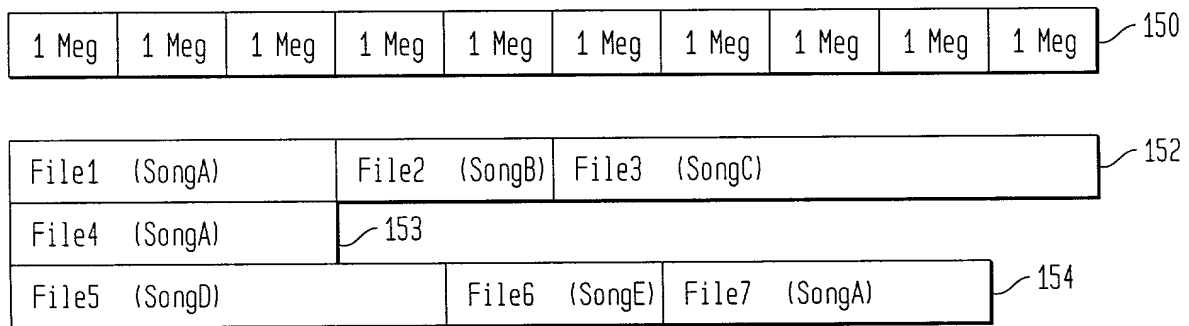 1 Meg 1 Meg 1 Meg 1 Meg 1 Meg 1 Meg 1 Meg 1 Meg 1 Meg 1 Meg 150
File1 (SongA) File2 (SongB) File3 (SongC) 152
File4 (SongA) 153
File5 (SongD) File6 (SongE) File7 (SongA) 154